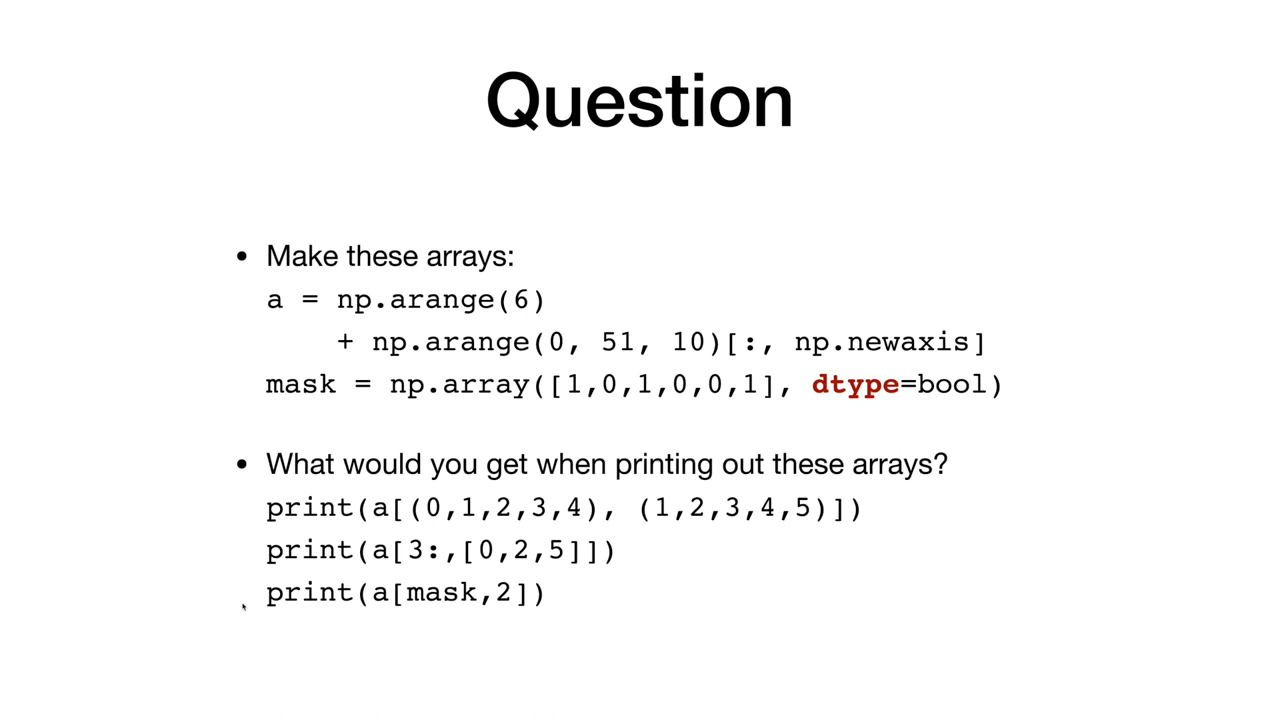 Question
• Make these arrays:
a = np.arange(6)
+ np.arange(0, 51, 10)[:, np.newaxis]
mask = np.array([1,0,1,0,0,1], dtype=bool)
• What would you get when printing out these arrays?
print(a[(0,1,2,3,4), (1,2,3,4,5)])
print(a[3:,[0,2,5]])
print(a[mask,2])